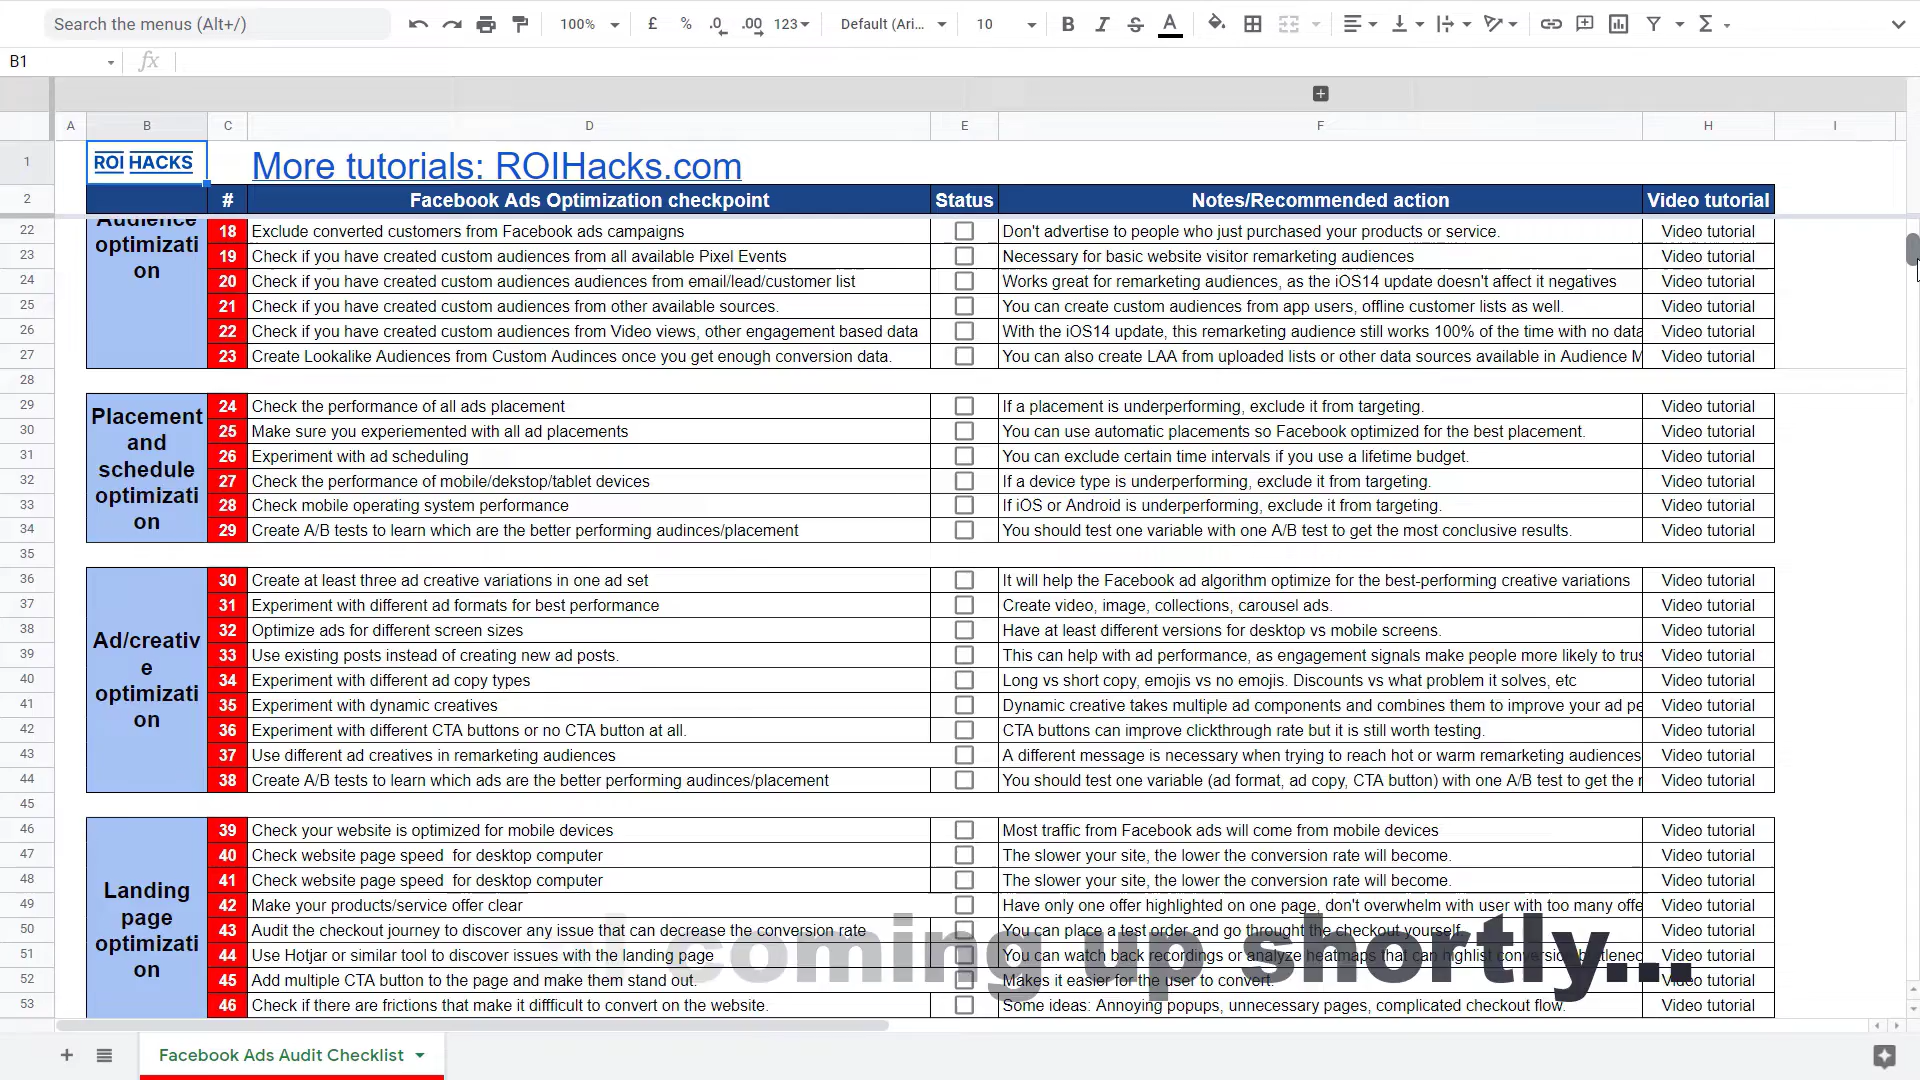 Search the menus (Alt+/) 100% £ % .0 .00 123 Default (Ari... 10 B I S A Σ
B1 fx
A B C D E F H I
1 ROI HACKS More tutorials: ROIHacks.com
2 # Facebook Ads Optimization checkpoint Status Notes/Recommended action Video tutorial
Audience
optimizati
on
22 18 Exclude converted customers from Facebook ads campaigns Don't advertise to people who just purchased your products or service. Video tutorial
23 19 Check if you have created custom audiences from all available Pixel Events Necessary for basic website visitor remarketing audiences Video tutorial
24 20 Check if you have created custom audiences audiences from email/lead/customer list Works great for remarketing audiences, as the iOS14 update doesn't affect it negatives Video tutorial
25 21 Check if you have created custom audiences from other available sources. You can create custom audiences from app users, offline customer lists as well. Video tutorial
26 22 Check if you have created custom audiences from Video views, other engagement based data With the iOS14 update, this remarketing audience still works 100% of the time with no data Video tutorial
27 23 Create Lookalike Audiences from Custom Audinces once you get enough conversion data. You can also create LAA from uploaded lists or other data sources available in Audience M Video tutorial
28
Placement
and
schedule
optimizati
on
29 24 Check the performance of all ads placement If a placement is underperforming, exclude it from targeting. Video tutorial
30 25 Make sure you experiemented with all ad placements You can use automatic placements so Facebook optimized for the best placement. Video tutorial
31 26 Experiment with ad scheduling You can exclude certain time intervals if you use a lifetime budget. Video tutorial
32 27 Check the performance of mobile/dekstop/tablet devices If a device type is underperforming, exclude it from targeting. Video tutorial
33 28 Check mobile operating system performance If iOS or Android is underperforming, exclude it from targeting. Video tutorial
34 29 Create A/B tests to learn which are the better performing audinces/placement You should test one variable with one A/B test to get the most conclusive results. Video tutorial
35
Ad/creativ
e
optimizati
on
36 30 Create at least three ad creative variations in one ad set It will help the Facebook ad algorithm optimize for the best-performing creative variations Video tutorial
37 31 Experiment with different ad formats for best performance Create video, image, collections, carousel ads. Video tutorial
38 32 Optimize ads for different screen sizes Have at least different versions for desktop vs mobile screens. Video tutorial
39 33 Use existing posts instead of creating new ad posts. This can help with ad performance, as engagement signals make people more likely to trus Video tutorial
40 34 Experiment with different ad copy types Long vs short copy, emojis vs no emojis. Discounts vs what problem it solves, etc Video tutorial
41 35 Experiment with dynamic creatives Dynamic creative takes multiple ad components and combines them to improve your ad pe Video tutorial
42 36 Experiment with different CTA buttons or no CTA button at all. CTA buttons can improve clickthrough rate but it is still worth testing. Video tutorial
43 37 Use different ad creatives in remarketing audiences A different message is necessary when trying to reach hot or warm remarketing audiences Video tutorial
44 38 Create A/B tests to learn which ads are the better performing audinces/placement You should test one variable (ad format, ad copy, CTA button) with one A/B test to get the r Video tutorial
45
Landing
page
optimizati
on
46 39 Check your website is optimized for mobile devices Most traffic from Facebook ads will come from mobile devices Video tutorial
47 40 Check website page speed for desktop computer The slower your site, the lower the conversion rate will become. Video tutorial
48 41 Check website page speed for desktop computer The slower your site, the lower the conversion rate will become. Video tutorial
49 42 Make your products/service offer clear Have only one offer highlighted on one page, don't overwhelm with user with too many offe Video tutorial
50 43 Audit the checkout journey to discover any issue that can decrease the conversion rate You can place a test order and go throught the checkout yourself. Video tutorial
51 44 Use Hotjar or similar tool to discover issues with the landing page You can watch back recordings or analyze heatmaps that can highlist conversion Video tutorial
52 45 Add multiple CTA button to the page and make them stand out. Makes it easier for the user to convert. Video tutorial
53 46 Check if there are frictions that make it diffficult to convert on the website. Some ideas: Annoying popups, unnecessary pages, complicated checkout flow. Video tutorial
coming up shortly...
Facebook Ads Audit Checklist